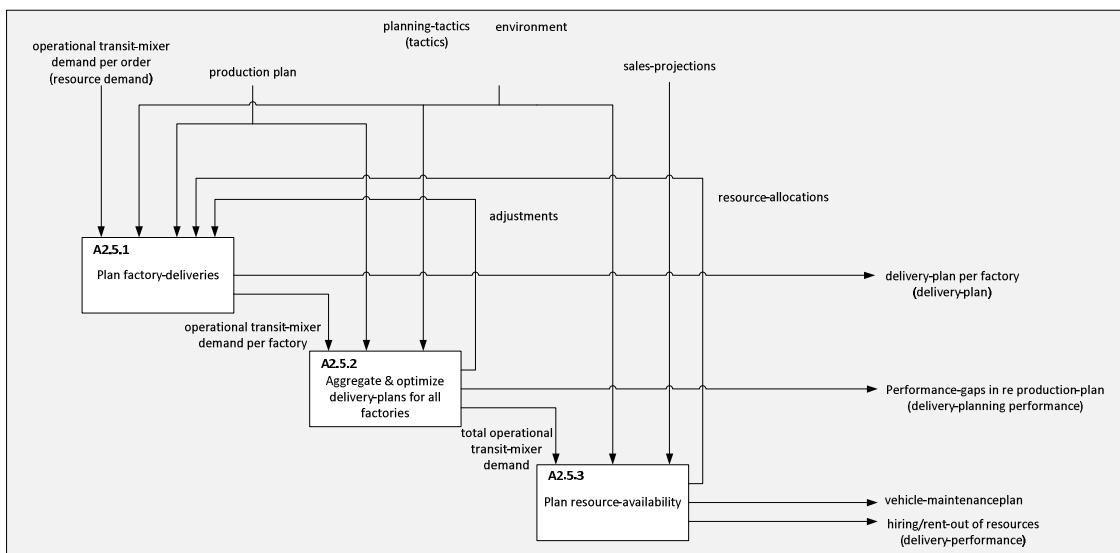 planning-tactics
(tactics)
environment
operational transit-mixer
demand per order
(resource demand)
production plan
sales-projections
resource-allocations
adjustments
A2.5.1
Plan factory-deliveries
delivery-plan per factory
(delivery-plan)
operational transit-mixer
demand per factory
A2.5.2
Aggregate & optimize
delivery-plans for all
factories
Performance-gaps in re production-plan
(delivery-planning performance)
total operational
transit-mixer
demand
A2.5.3
Plan resource-availability
vehicle-maintenanceplan
hiring/rent-out of resources
(delivery-performance)